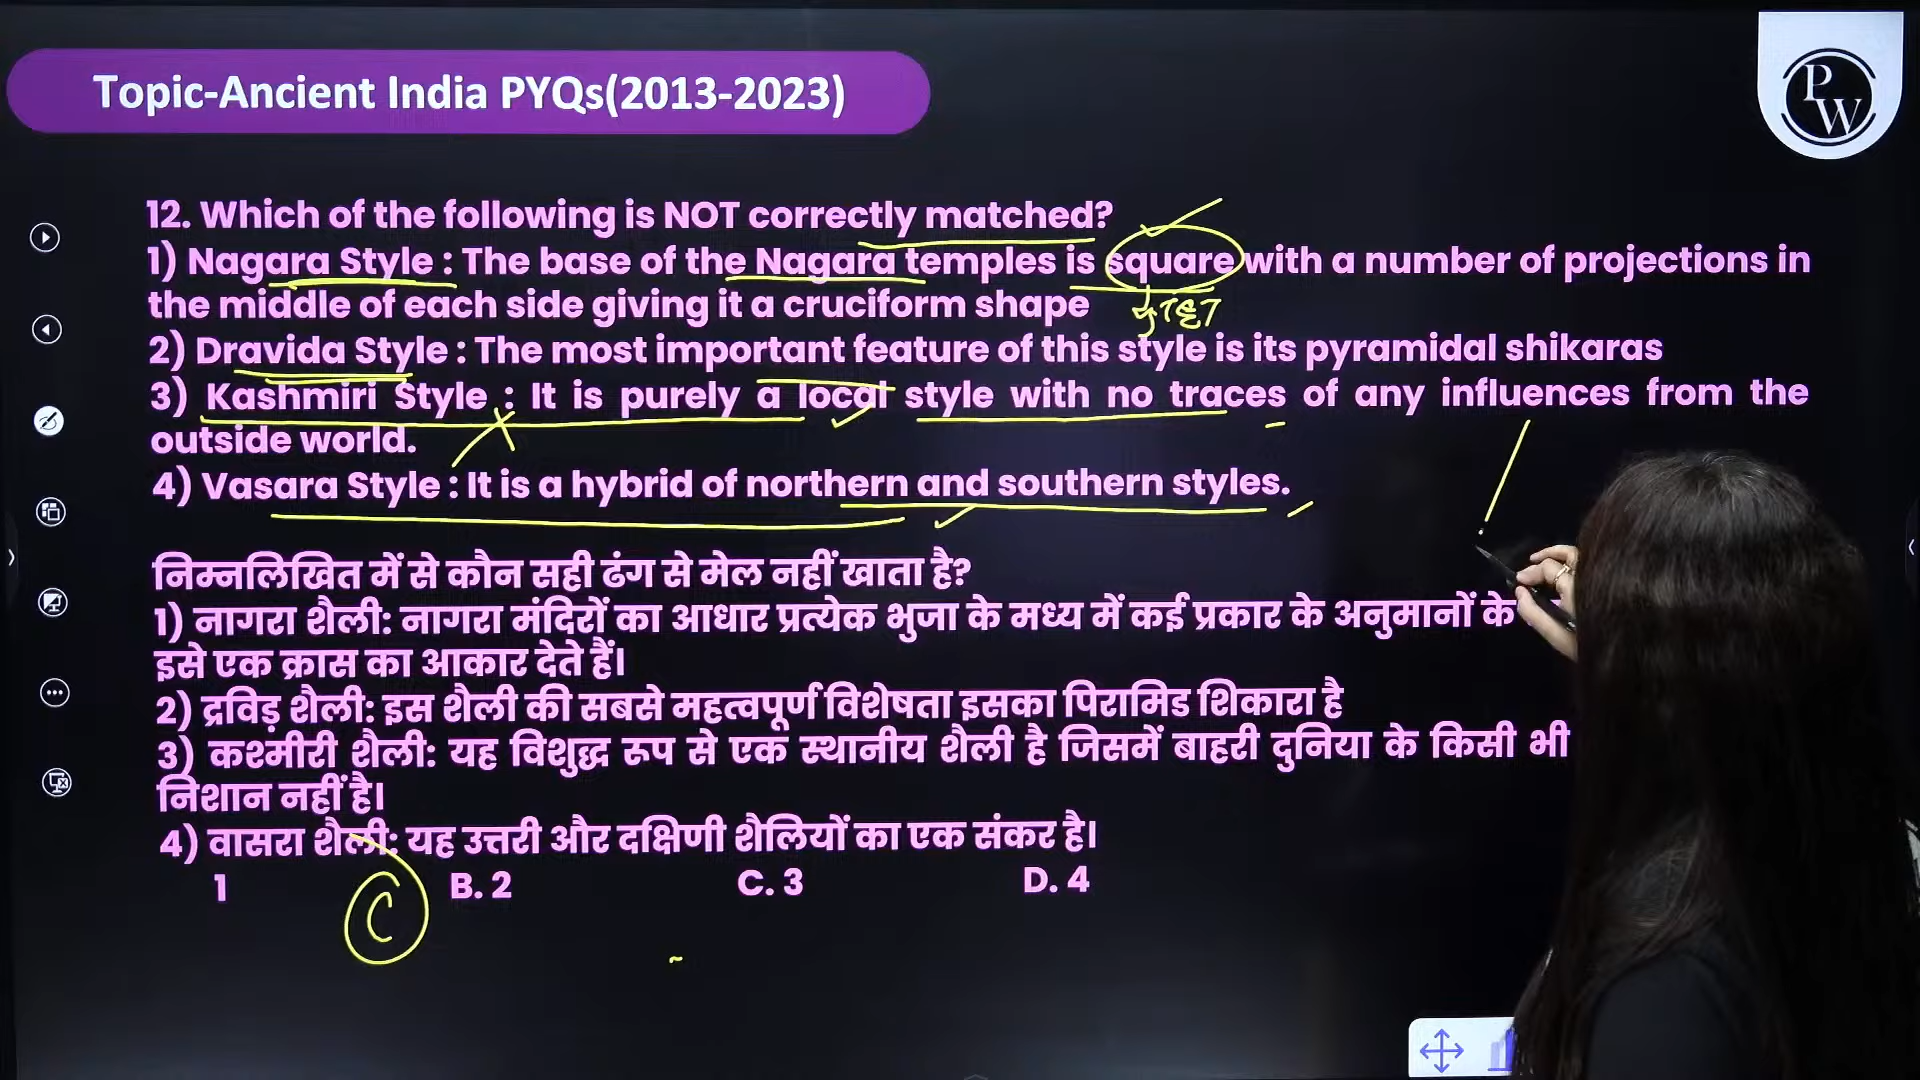 Topic-Ancient India PYQs(2013-2023)
P
W
12. Which of the following is NOT correctly matched?
1) Nagara Style : The base of the Nagara temples is square with a number of projections in
the middle of each side giving it a cruciform shape
2) Dravida Style : The most important feature of this style is its pyramidal shikaras
3) Kashmiri Style : It is purely a local style with no traces of any influences from the
outside world.
4) Vasara Style : It is a hybrid of northern and southern styles.
निम्नलिखित में से कौन सही ढंग से मेल नहीं खाता है?
1) नागरा शैली: नागरा मंदिरों का आधार प्रत्येक भुजा के मध्य में कई प्रकार के अनुमानों के
इसे एक क्रास का आकार देते हैं।
2) द्रविड़ शैली: इस शैली की सबसे महत्वपूर्ण विशेषता इसका पिरामिड शिकारा है
3) कश्मीरी शैली: यह विशुद्ध रूप से एक स्थानीय शैली है जिसमें बाहरी दुनिया के किसी भी
निशान नहीं है।
4) वासरा शैली: यह उत्तरी और दक्षिणी शैलियों का एक संकर है।
1 B. 2 C. 3 D. 4
C